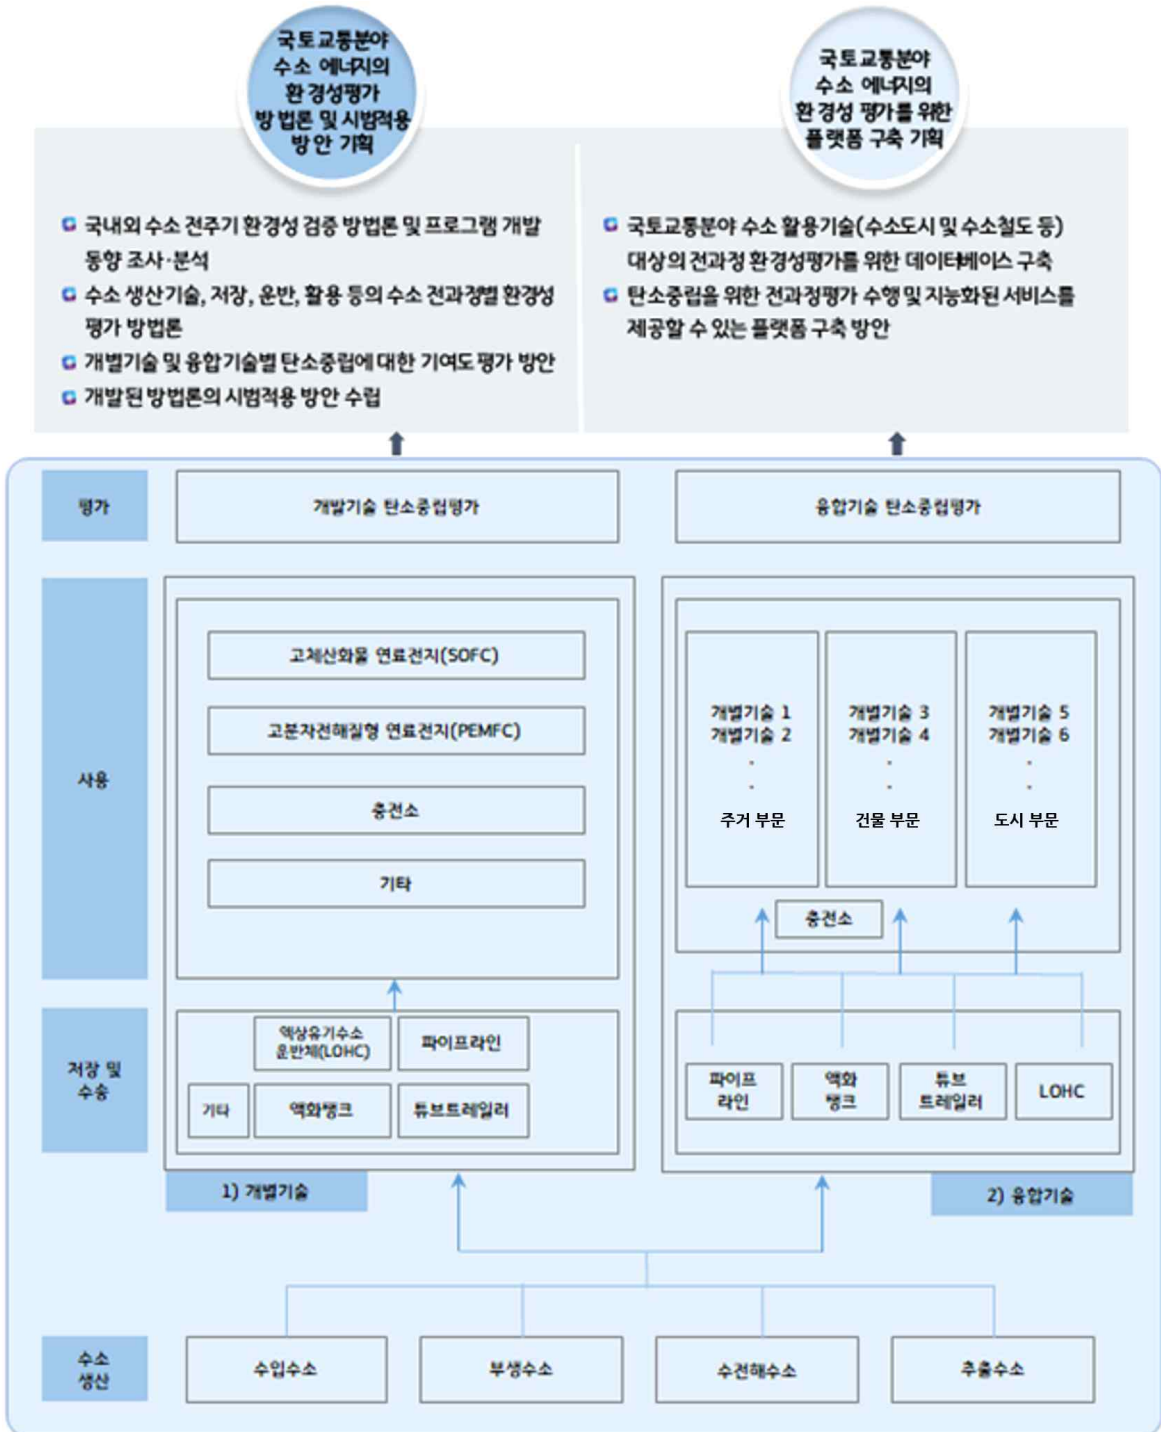 국토교통분야
수소 에너지의
환경성평가
방법론 및 시범적용
방안 기획
국토교통분야
수소 에너지의
환경성 평가를 위한
플랫폼 구축 기획
국내외 수소 전주기 환경성 검증 방법론 및 프로그램 개발
동향 조사·분석
수소 생산기술, 저장, 운반, 활용 등의 수소 전과정별 환경성
평가 방법론
개별기술 및 융합기술별 탄소중립에 대한 기여도 평가 방안
개발된 방법론의 시범적용 방안 수립
국토교통분야 수소 활용기술(수소도시 및 수소철도 등)
대상의 전과정 환경성평가를 위한 데이터베이스 구축
탄소중립을 위한 전과정평가 수행 및 지능화된 서비스를
제공할 수 있는 플랫폼 구축 방안
평가
개발기술 탄소중립평가
융합기술 탄소중립평가
사용
고체산화물 연료전지(SOFC)
고분자전해질형 연료전지(PEMFC)
충전소
기타
개별기술 1
개별기술 2
.
.
주거 부문
개별기술 3
개별기술 4
.
.
건물 부문
개별기술 5
개별기술 6
.
.
도시 부문
충전소
저장 및
수송
액상유기수소
운반체(LOHC)
파이프라인
기타
액화탱크
튜브트레일러
파이프
라인
액화
탱크
튜브
트레일러
LOHC
1) 개별기술
2) 융합기술
수소
생산
수입수소
부생수소
수전해수소
추출수소